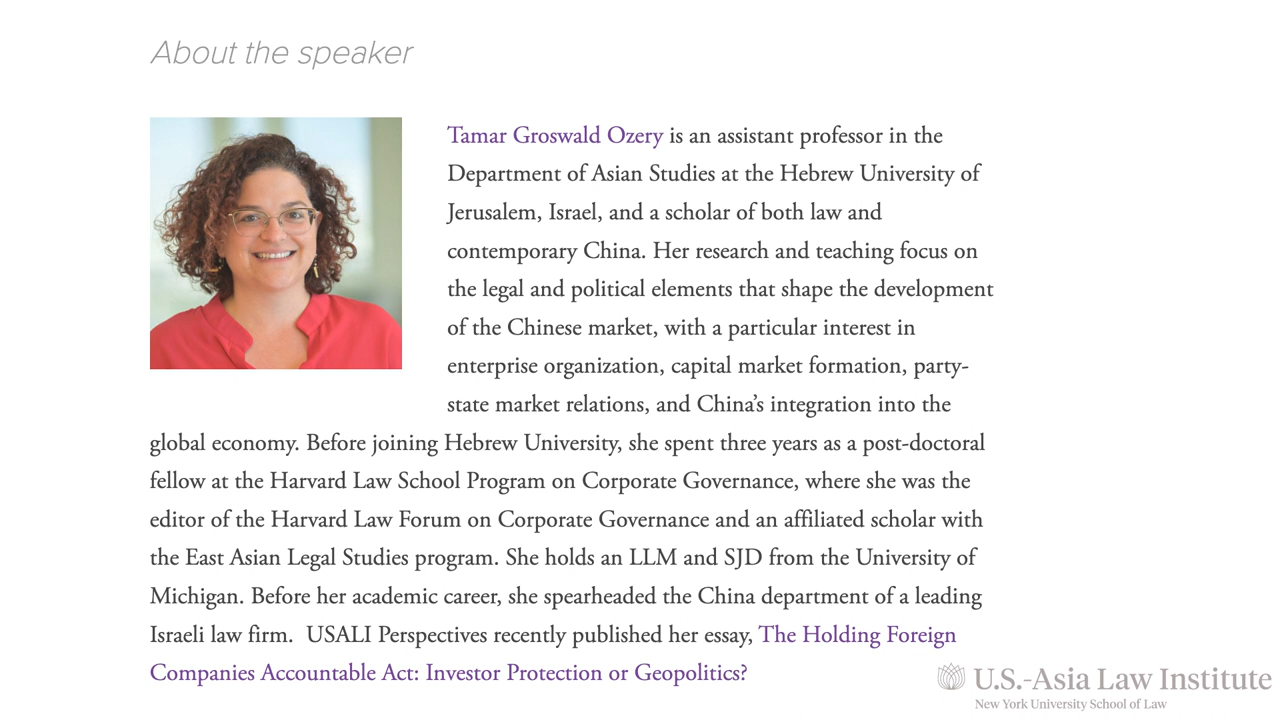 About the speaker
Tamar Groswald Ozery is an assistant professor in the
Department of Asian Studies at the Hebrew University of
Jerusalem, Israel, and a scholar of both law and
contemporary China. Her research and teaching focus on
the legal and political elements that shape the development
of the Chinese market, with a particular interest in
enterprise organization, capital market formation, party-
state market relations, and China’s integration into the
global economy. Before joining Hebrew University, she spent three years as a post-doctoral
fellow at the Harvard Law School Program on Corporate Governance, where she was the
editor of the Harvard Law Forum on Corporate Governance and an affiliated scholar with
the East Asian Legal Studies program. She holds an LLM and SJD from the University of
Michigan. Before her academic career, she spearheaded the China department of a leading
Israeli law firm.  USALI Perspectives recently published her essay, The Holding Foreign
Companies Accountable Act: Investor Protection or Geopolitics?
U.S.-Asia Law Institute
New York University School of Law